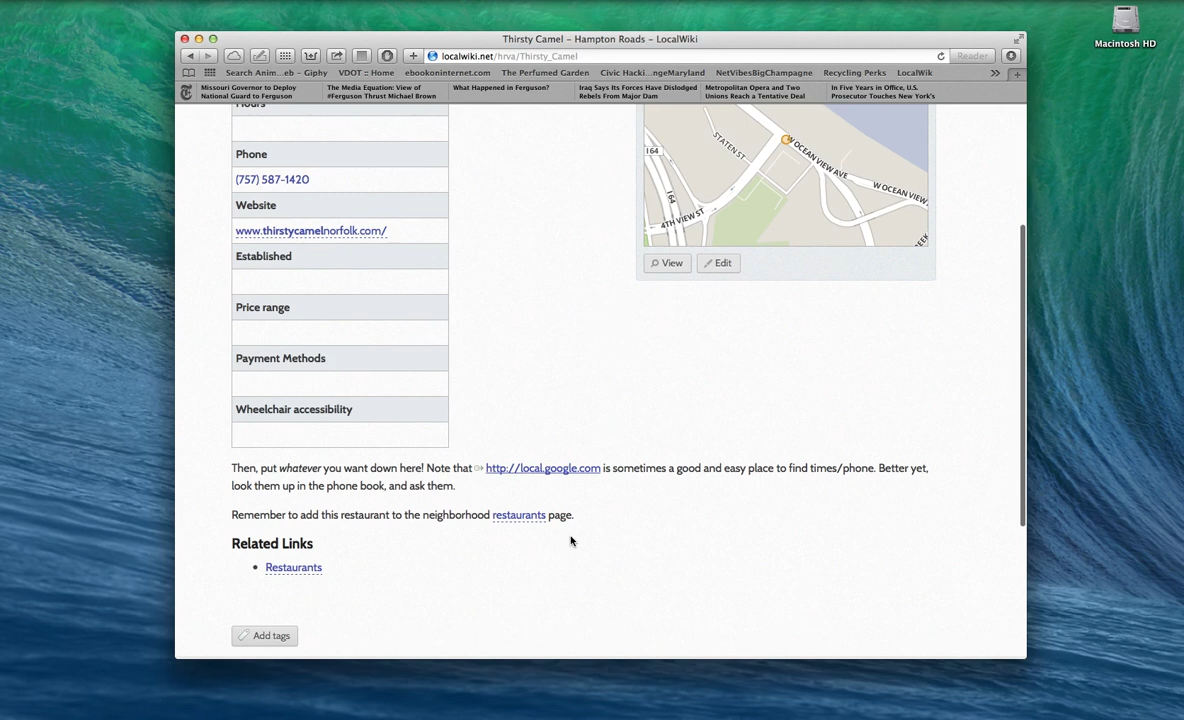 Macintosh HD
Thirsty Camel – Hampton Roads – LocalWiki
localwiki.net/hrva/Thirsty_Camel
Reader
Search Anim...eb – Giphy VDOT :: Home ebookoninternet.com The Perfumed Garden Civic Hacki...ngeMaryland NetVibesBigChampagne Recycling Perks LocalWik
Missouri Governor to Deploy
National Guard to Ferguson
The Media Equation: View of
#Ferguson Thrust Michael Brown
What Happened in Ferguson?
Iraq Says Its Forces Have Dislodged
Rebels From Major Dam
Metropolitan Opera and Two
Unions Reach a Tentative Deal
In Five Years in Office, U.S.
Prosecutor Touches New York's
Hours
Phone
(757) 587-1420
Website
www.thirstycamelnorfolk.com/
Established
Price range
Payment Methods
Wheelchair accessibility
STATEN ST
I 64
W OCEAN VIEW AVE
W OCEAN VIEW
I 64
4TH VIEW ST
View Edit
Then, put whatever you want down here! Note that http://local.google.com is sometimes a good and easy place to find times/phone. Better yet,
look them up in the phone book, and ask them.
Remember to add this restaurant to the neighborhood restaurants page.
Related Links
Restaurants
Add tags